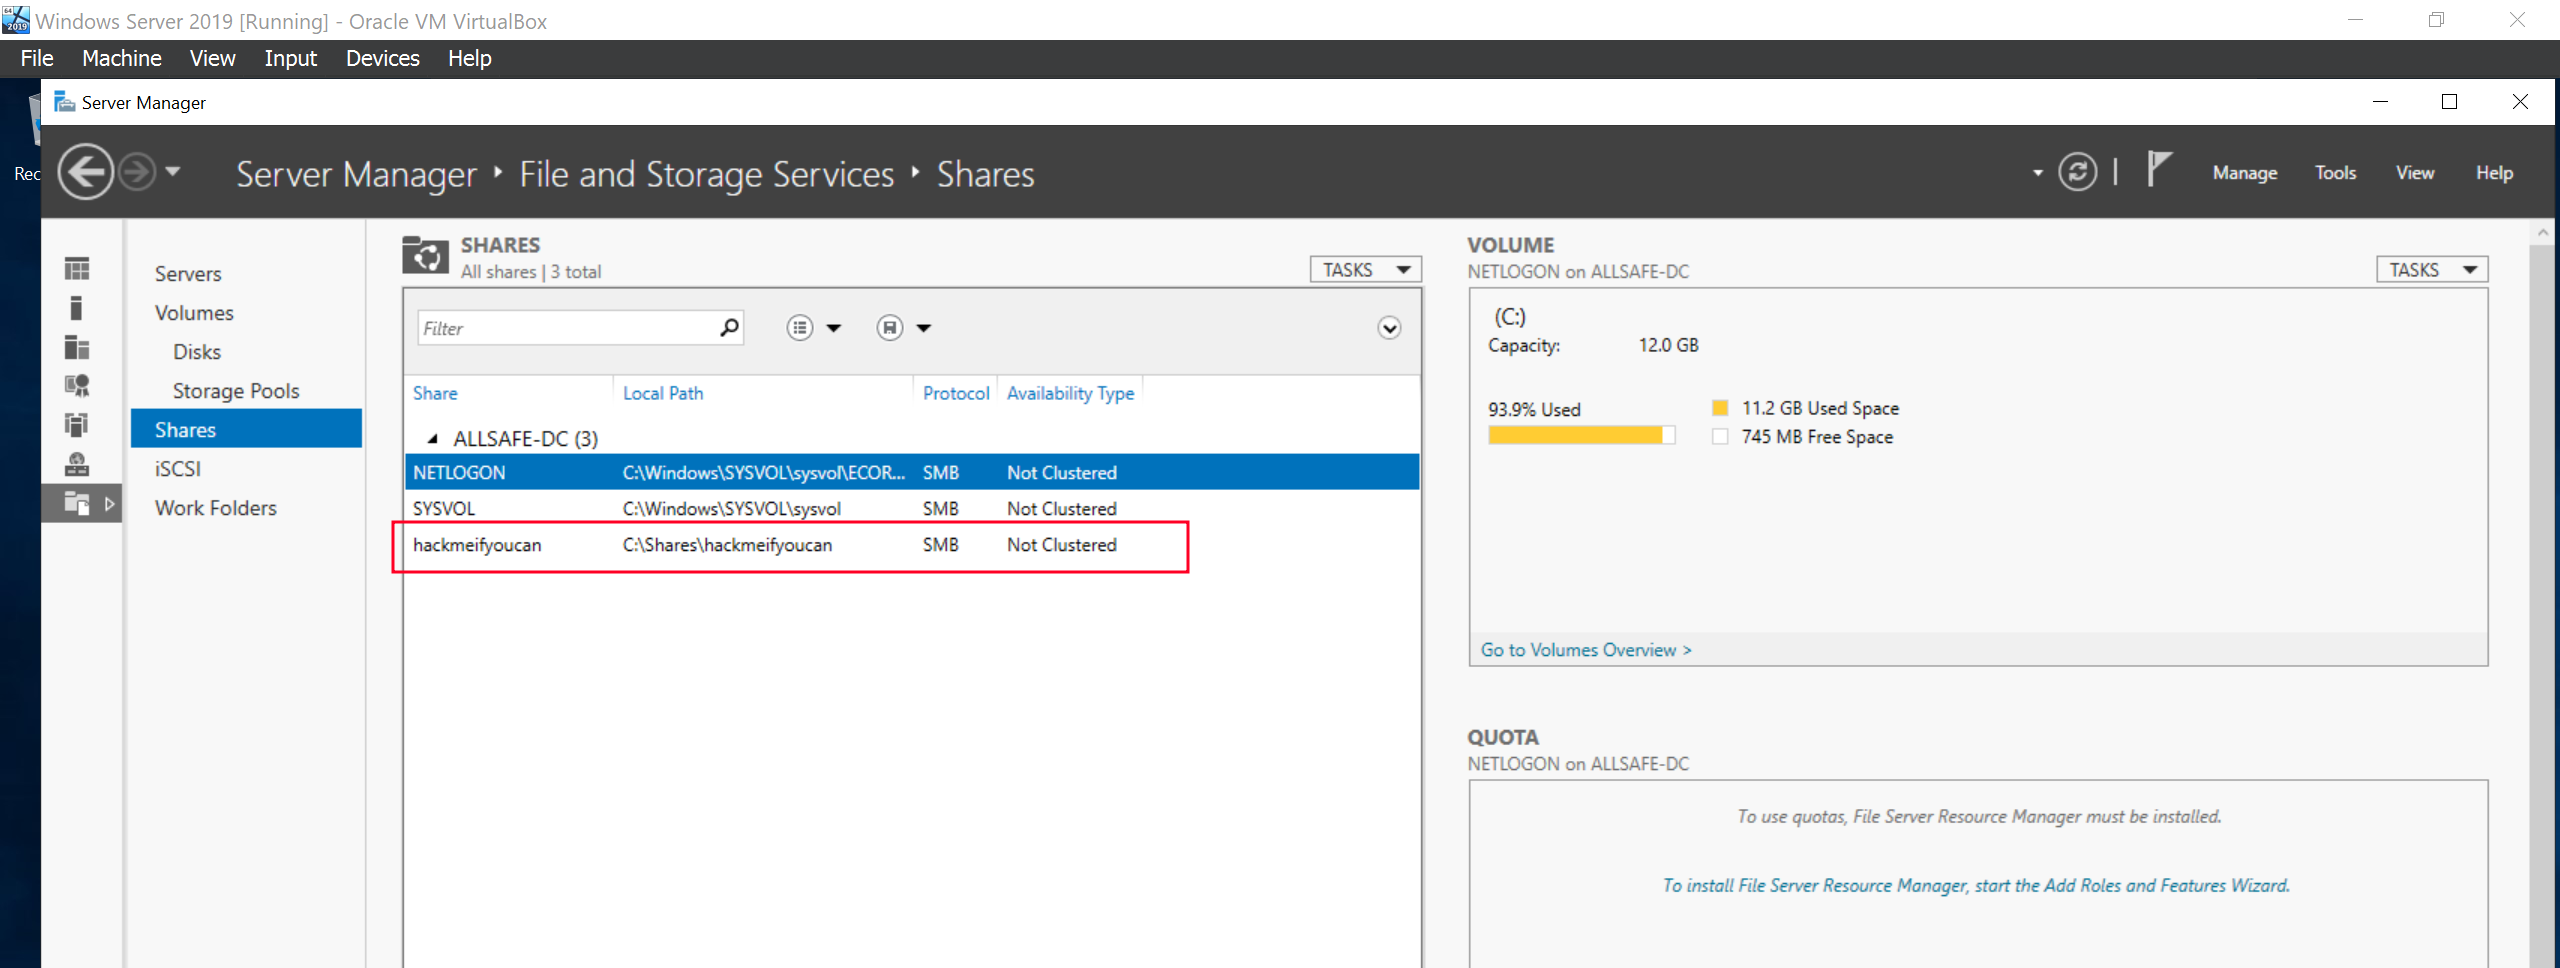 Windows Server 2019 [Running] - Oracle VM VirtualBox
File Machine View Input Devices Help
Server Manager
Rec
Server Manager ‣ File and Storage Services ‣ Shares
Manage Tools View Help
Servers
Volumes
Disks
Storage Pools
Shares
iSCSI
Work Folders
SHARES
All shares | 3 total
TASKS
Filter
Share Local Path Protocol Availability Type
ALLSAFE-DC (3)
NETLOGON C:\Windows\SYSVOL\sysvol\ECOR... SMB Not Clustered
SYSVOL C:\Windows\SYSVOL\sysvol SMB Not Clustered
hackmeifyoucan C:\Shares\hackmeifyoucan SMB Not Clustered
VOLUME
NETLOGON on ALLSAFE-DC
TASKS
(C:)
Capacity: 12.0 GB
93.9% Used
11.2 GB Used Space
745 MB Free Space
Go to Volumes Overview >
QUOTA
NETLOGON on ALLSAFE-DC
To use quotas, File Server Resource Manager must be installed.
To install File Server Resource Manager, start the Add Roles and Features Wizard.